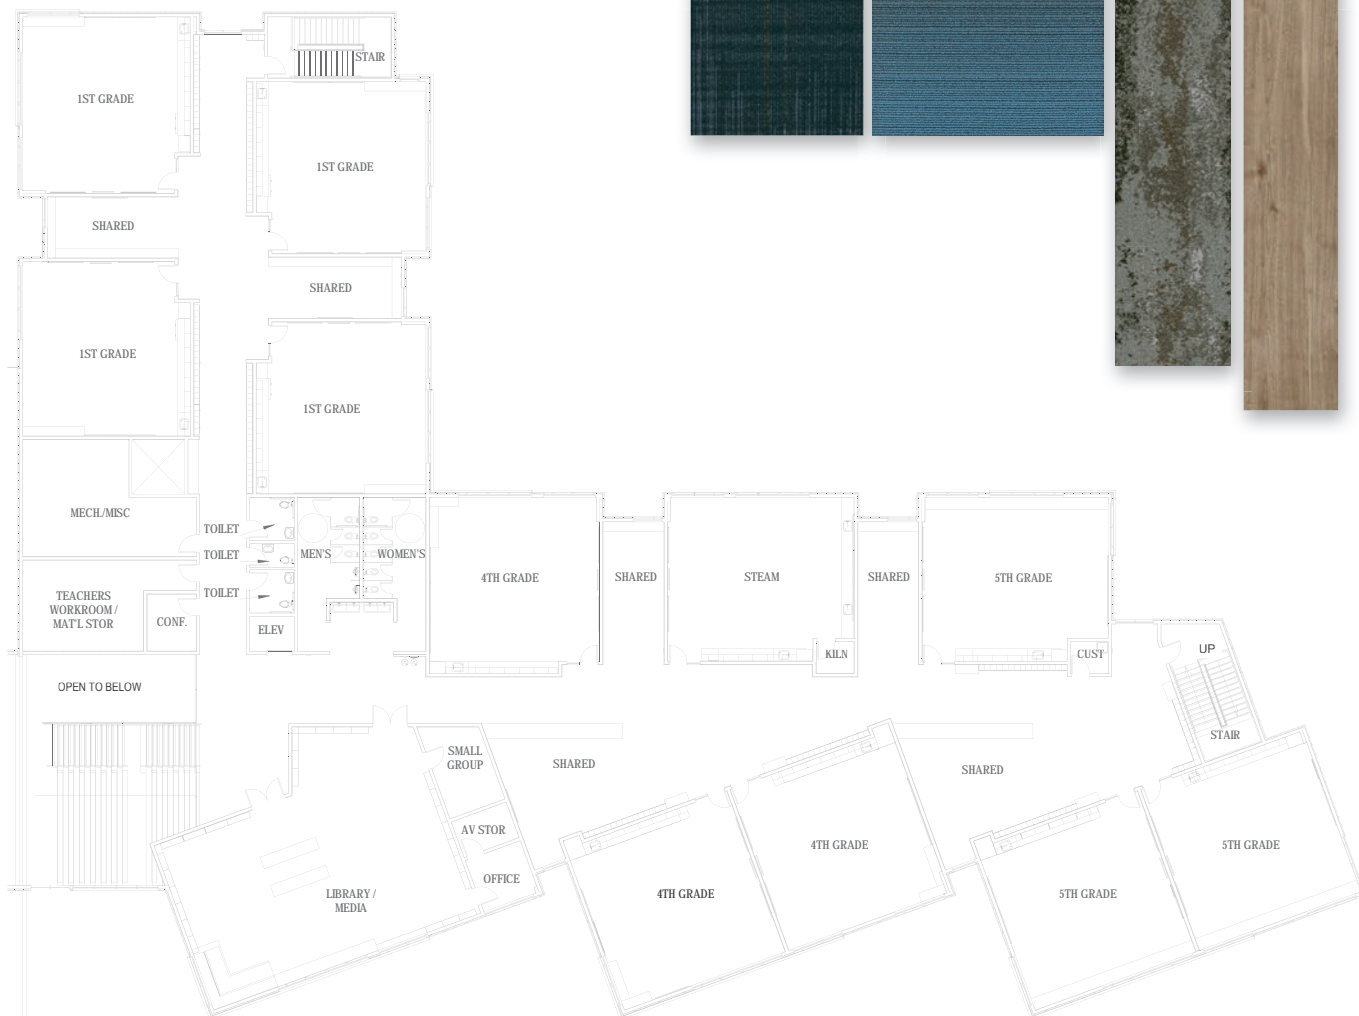 STAIR
1ST GRADE
1ST GRADE
SHARED
SHARED
1ST GRADE
1ST GRADE
MECH./MISC
TOILET
TOILET
TOILET
MEN'S
WOMEN'S
TEACHERS
WORKROOM /
MAT'L STOR
CONF.
ELEV
4TH GRADE
SHARED
STEAM
SHARED
5TH GRADE
KILN
CUST
UP
STAIR
OPEN TO BELOW
SMALL
GROUP
SHARED
SHARED
AV STOR
OFFICE
LIBRARY /
MEDIA
4TH GRADE
4TH GRADE
5TH GRADE
5TH GRADE